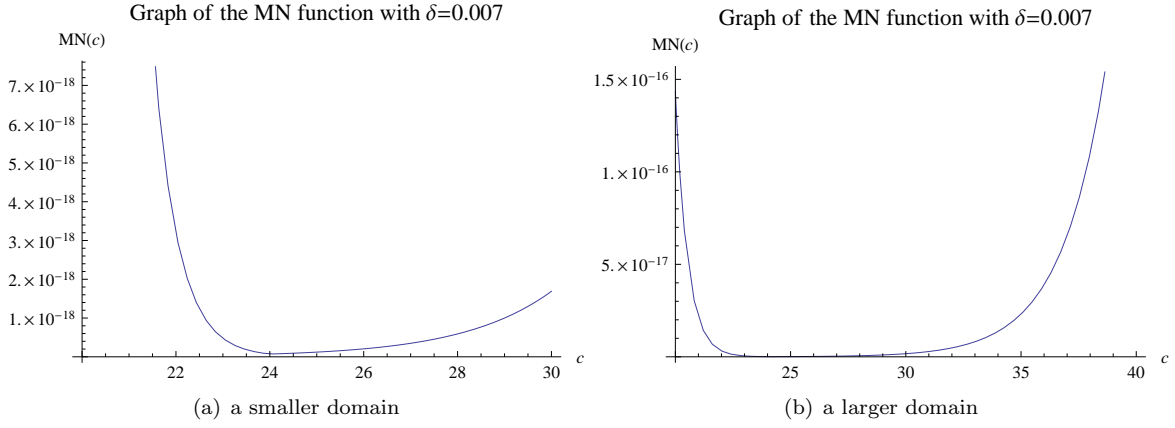 Graph of the MN function with δ=0.007
MN(c)
7.×10⁻¹⁸
6.×10⁻¹⁸
5.×10⁻¹⁸
4.×10⁻¹⁸
3.×10⁻¹⁸
2.×10⁻¹⁸
1.×10⁻¹⁸
22 24 26 28 30 c
(a) a smaller domain
Graph of the MN function with δ=0.007
MN(c)
1.5×10⁻¹⁶
1.×10⁻¹⁶
5.×10⁻¹⁷
25 30 35 40 c
(b) a larger domain